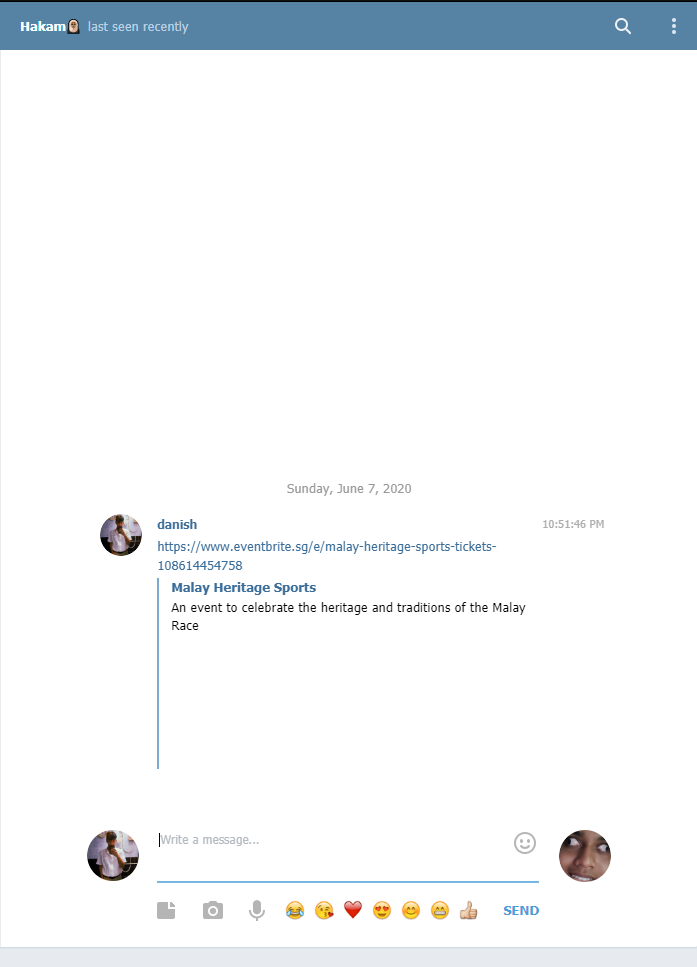 Hakam last seen recently
Sunday, June 7, 2020
danish 10:51:46 PM
https://www.eventbrite.sg/e/malay-heritage-sports-tickets-
108614454758
Malay Heritage Sports
An event to celebrate the heritage and traditions of the Malay
Race
Write a message...
SEND